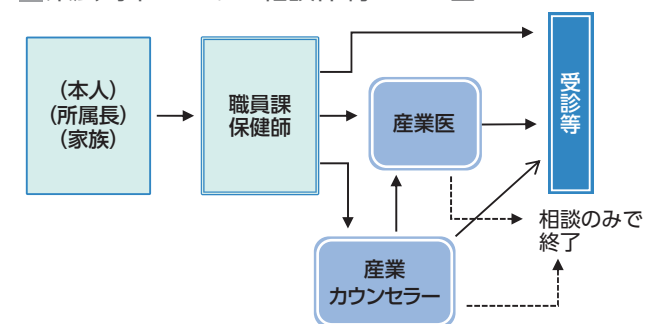 (本人)
(所属長)
(家族)
職員課
保健師
産業医
受診等
相談のみで
終了
産業
カウンセラー